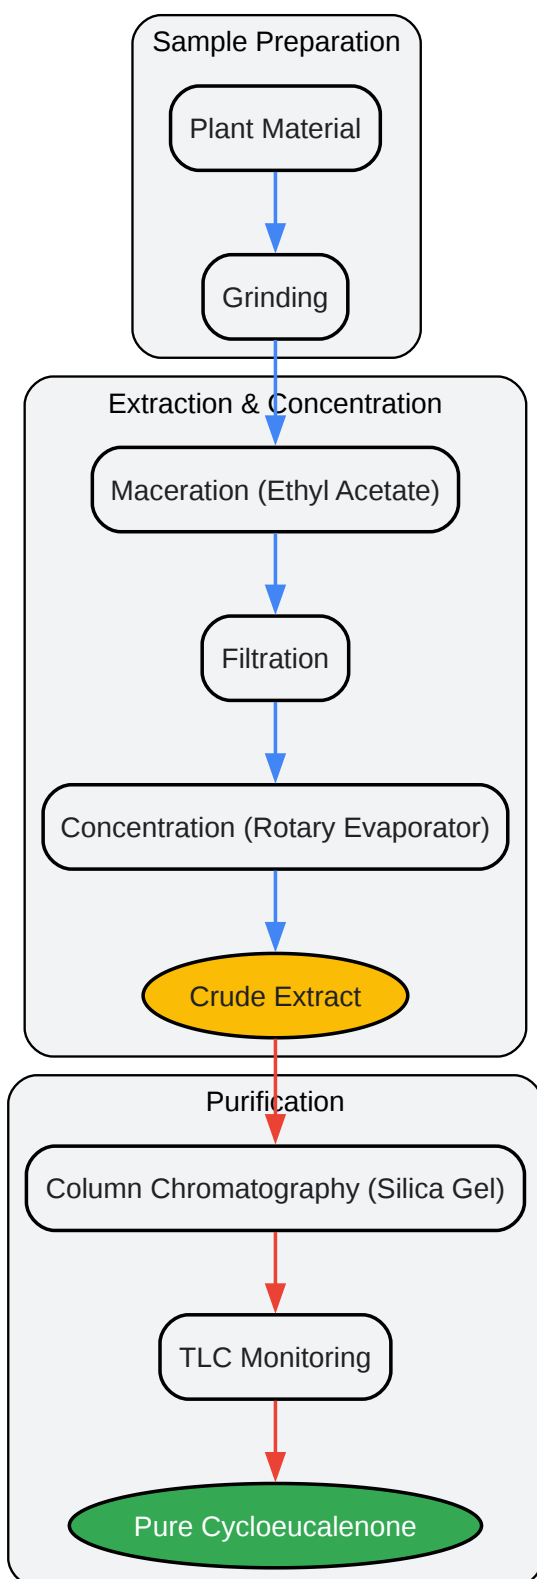 Sample Preparation
Plant Material
Grinding
Extraction & Concentration
Maceration (Ethyl Acetate)
Filtration
Concentration (Rotary Evaporator)
Crude Extract
Purification
Column Chromatography (Silica Gel)
TLC Monitoring
Pure Cycloeucalenone